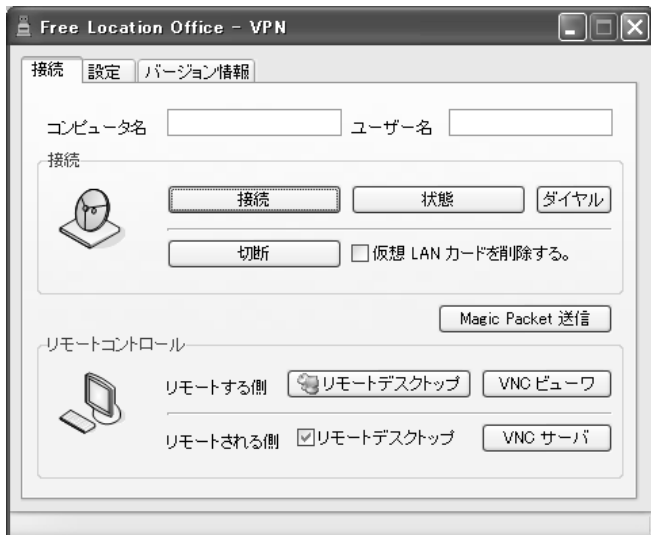 Free Location Office - VPN
接続 設定 バージョン情報
コンピュータ名 ユーザー名
接続
接続 状態 ダイヤル
切断 仮想 LAN カードを削除する。
Magic Packet 送信
リモートコントロール
リモートする側 リモートデスクトップ VNC ビューワ
リモートされる側 リモートデスクトップ VNC サーバ